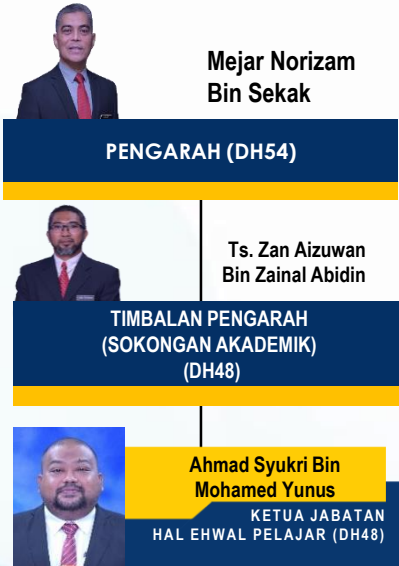 Mejar Norizam
Bin Sekak
PENGARAH (DH54)
Ts. Zan Aizuwan
Bin Zainal Abidin
TIMBALAN PENGARAH
(SOKONGAN AKADEMIK)
(DH48)
Ahmad Syukri Bin
Mohamed Yunus
KETUA JABATAN
HAL EHWAL PELAJAR (DH48)